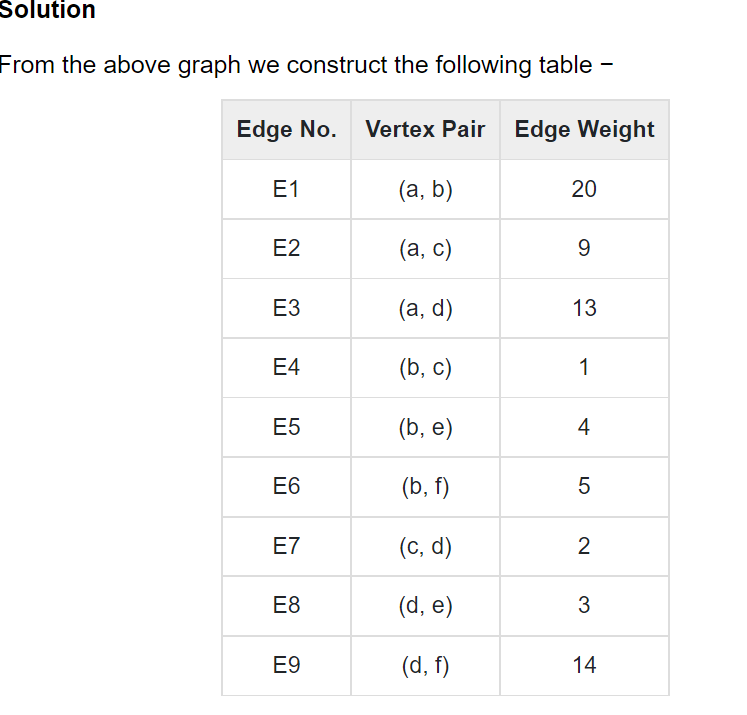 Solution
From the above graph we construct the following table −
Edge No. Vertex Pair Edge Weight
E1 (a, b) 20
E2 (a, c) 9
E3 (a, d) 13
E4 (b, c) 1
E5 (b, e) 4
E6 (b, f) 5
E7 (c, d) 2
E8 (d, e) 3
E9 (d, f) 14